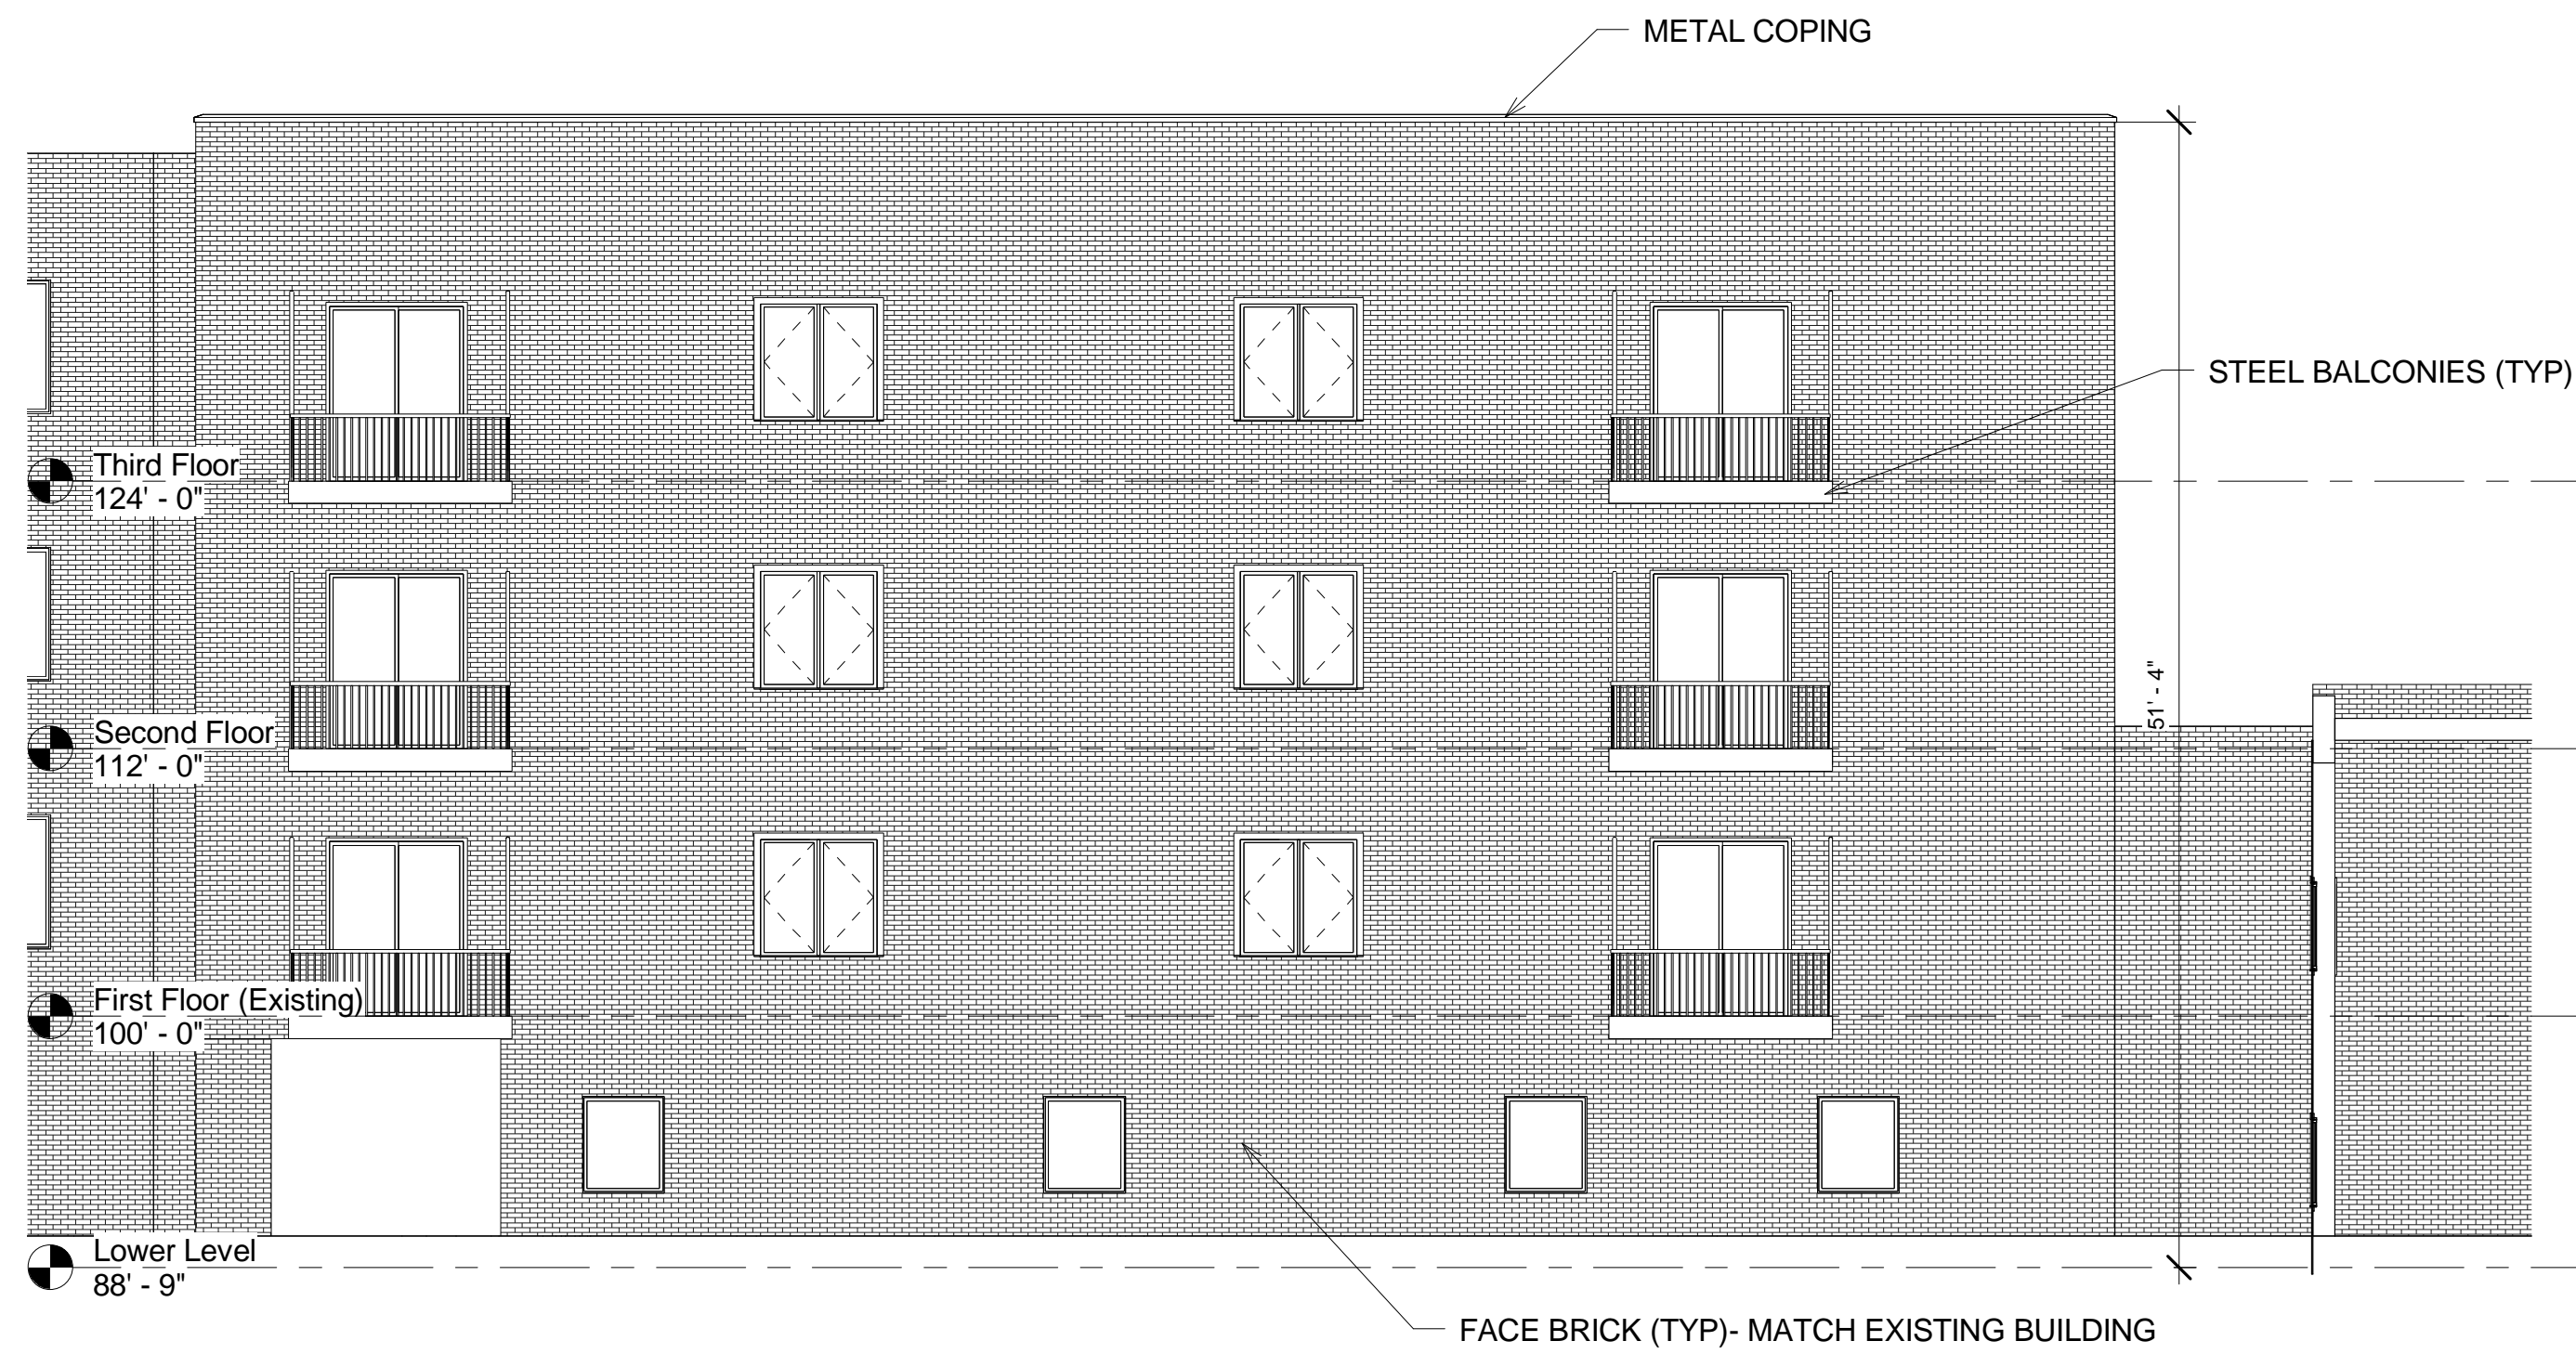 METAL COPING
STEEL BALCONIES (TYP)
Third Floor
124' - 0"
51' - 4"
Second Floor
112' - 0"
First Floor (Existing)
100' - 0"
Lower Level
88' - 9"
FACE BRICK (TYP)- MATCH EXISTING BUILDING